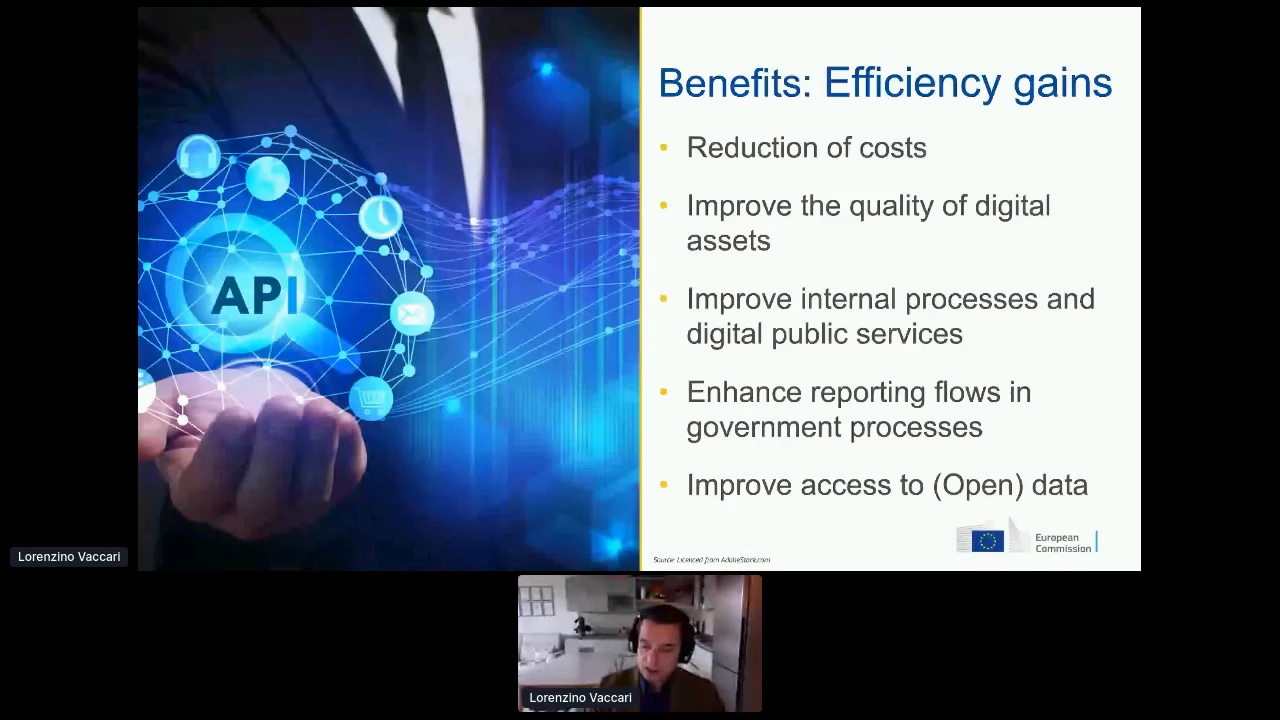 API
Benefits: Efficiency gains
• Reduction of costs
• Improve the quality of digital
assets
• Improve internal processes and
digital public services
• Enhance reporting flows in
government processes
• Improve access to (Open) data
European
Commission
Source: Licenced from AdobeStock.com
Lorenzino Vaccari
Lorenzino Vaccari